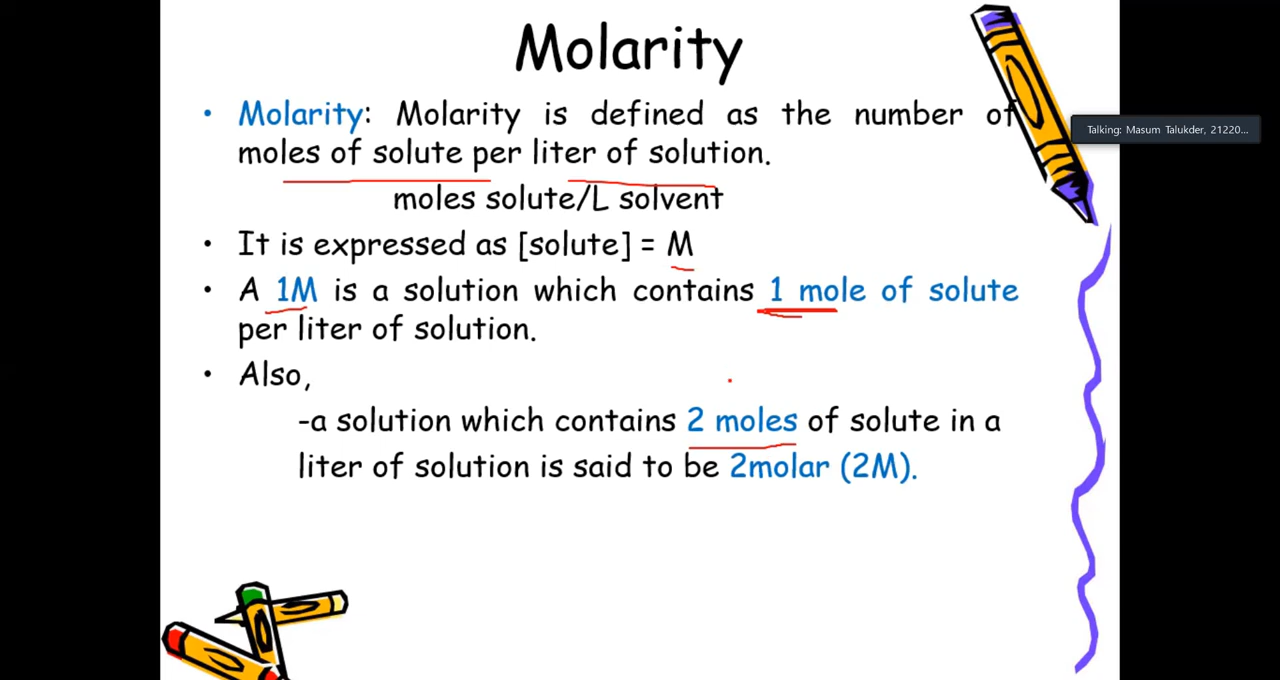 Molarity
• Molarity: Molarity is defined as the number of
moles of solute per liter of solution.
moles solute/L solvent
• It is expressed as [solute] = M
• A 1M is a solution which contains 1 mole of solute
per liter of solution.
• Also,
-a solution which contains 2 moles of solute in a
liter of solution is said to be 2molar (2M).
Talking: Masum Talukder, 21220...